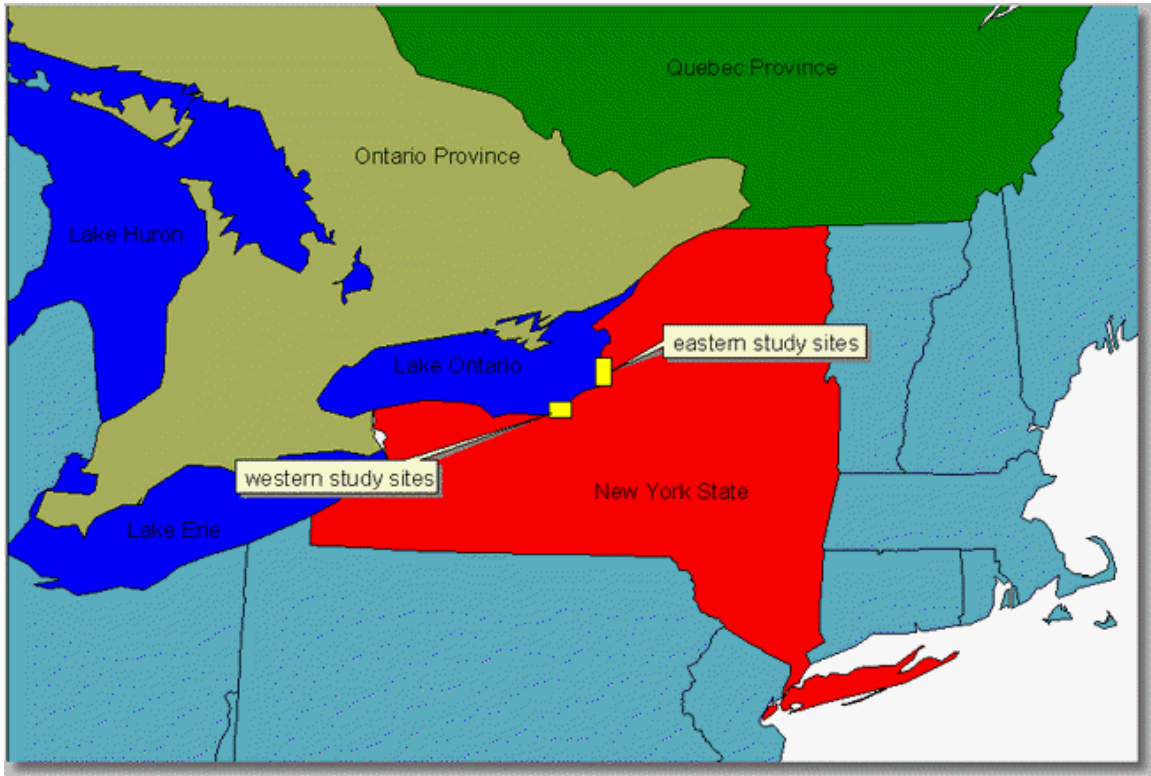 Quebec Province
Ontario Province
Lake Huron
eastern study sites
Lake Ontario
western study sites
New York State
Lake Erie